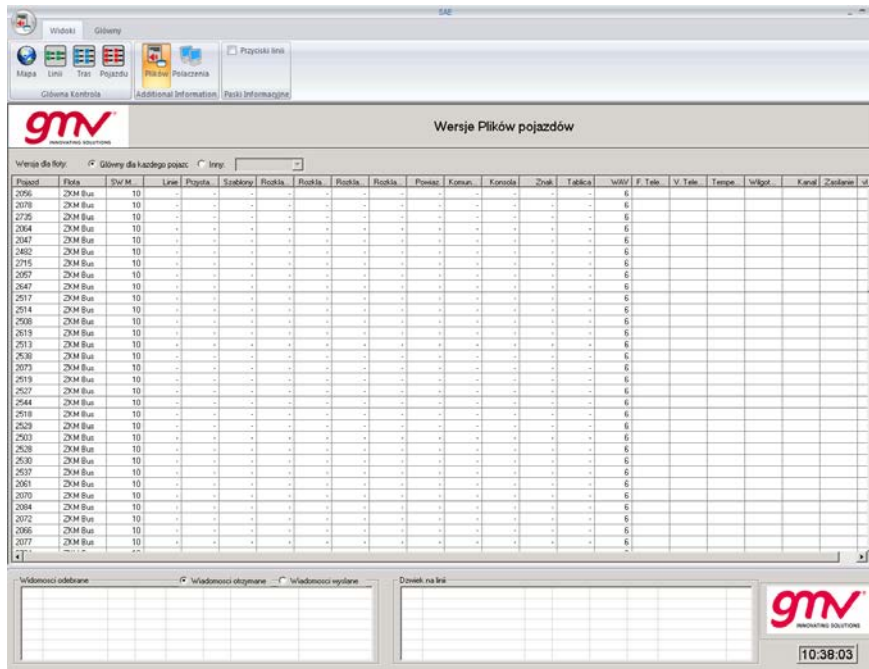 SAE
Widoki Główny
Mapa Linii Tras Pojazdu Plików Polaczenia Przyciski linii
Główna Kontrola Additional Information Paski Informacyjne
gmv
INNOVATING SOLUTIONS
Wersje Plików pojazdów
Wersja dla floty: Główny dla każdego pojazc Inny:
Pojazd Flota SW M... Linie Przysta... Szablony Rozkla... Rozkla... Rozkla... Rozkla... Powiaz Komun... Konsola Znak Tablica WAV F. Tele... V. Tele... Tempe... Wilgot... Kanal Zasilanie
2056 ZKM Bus 10 - - - - - - - - - - - - 6
2078 ZKM Bus 10 - - - - - - - - - - - - 6
2735 ZKM Bus 10 - - - - - - - - - - - - 6
2064 ZKM Bus 10 - - - - - - - - - - - - 6
2047 ZKM Bus 10 - - - - - - - - - - - - 6
2482 ZKM Bus 10 - - - - - - - - - - - - 6
2715 ZKM Bus 10 - - - - - - - - - - - - 6
2057 ZKM Bus 10 - - - - - - - - - - - - 6
2647 ZKM Bus 10 - - - - - - - - - - - - 6
2517 ZKM Bus 10 - - - - - - - - - - - - 6
2514 ZKM Bus 10 - - - - - - - - - - - - 6
2508 ZKM Bus 10 - - - - - - - - - - - - 6
2619 ZKM Bus 10 - - - - - - - - - - - - 6
2513 ZKM Bus 10 - - - - - - - - - - - - 6
2538 ZKM Bus 10 - - - - - - - - - - - - 6
2073 ZKM Bus 10 - - - - - - - - - - - - 6
2519 ZKM Bus 10 - - - - - - - - - - - - 6
2527 ZKM Bus 10 - - - - - - - - - - - - 6
2544 ZKM Bus 10 - - - - - - - - - - - - 6
2518 ZKM Bus 10 - - - - - - - - - - - - 6
2529 ZKM Bus 10 - - - - - - - - - - - - 6
2503 ZKM Bus 10 - - - - - - - - - - - - 6
2528 ZKM Bus 10 - - - - - - - - - - - - 6
2530 ZKM Bus 10 - - - - - - - - - - - - 6
2537 ZKM Bus 10 - - - - - - - - - - - - 6
2061 ZKM Bus 10 - - - - - - - - - - - - 6
2070 ZKM Bus 10 - - - - - - - - - - - - 6
2084 ZKM Bus 10 - - - - - - - - - - - - 6
2072 ZKM Bus 10 - - - - - - - - - - - - 6
2066 ZKM Bus 10 - - - - - - - - - - - - 6
2077 ZKM Bus 10 - - - - - - - - - - - - 6
Widomosci odebrane Wiadomosci otrzymane Wiadomosci wyslane Dzwiek na linii
gmv
INNOVATING SOLUTIONS
10:38:03